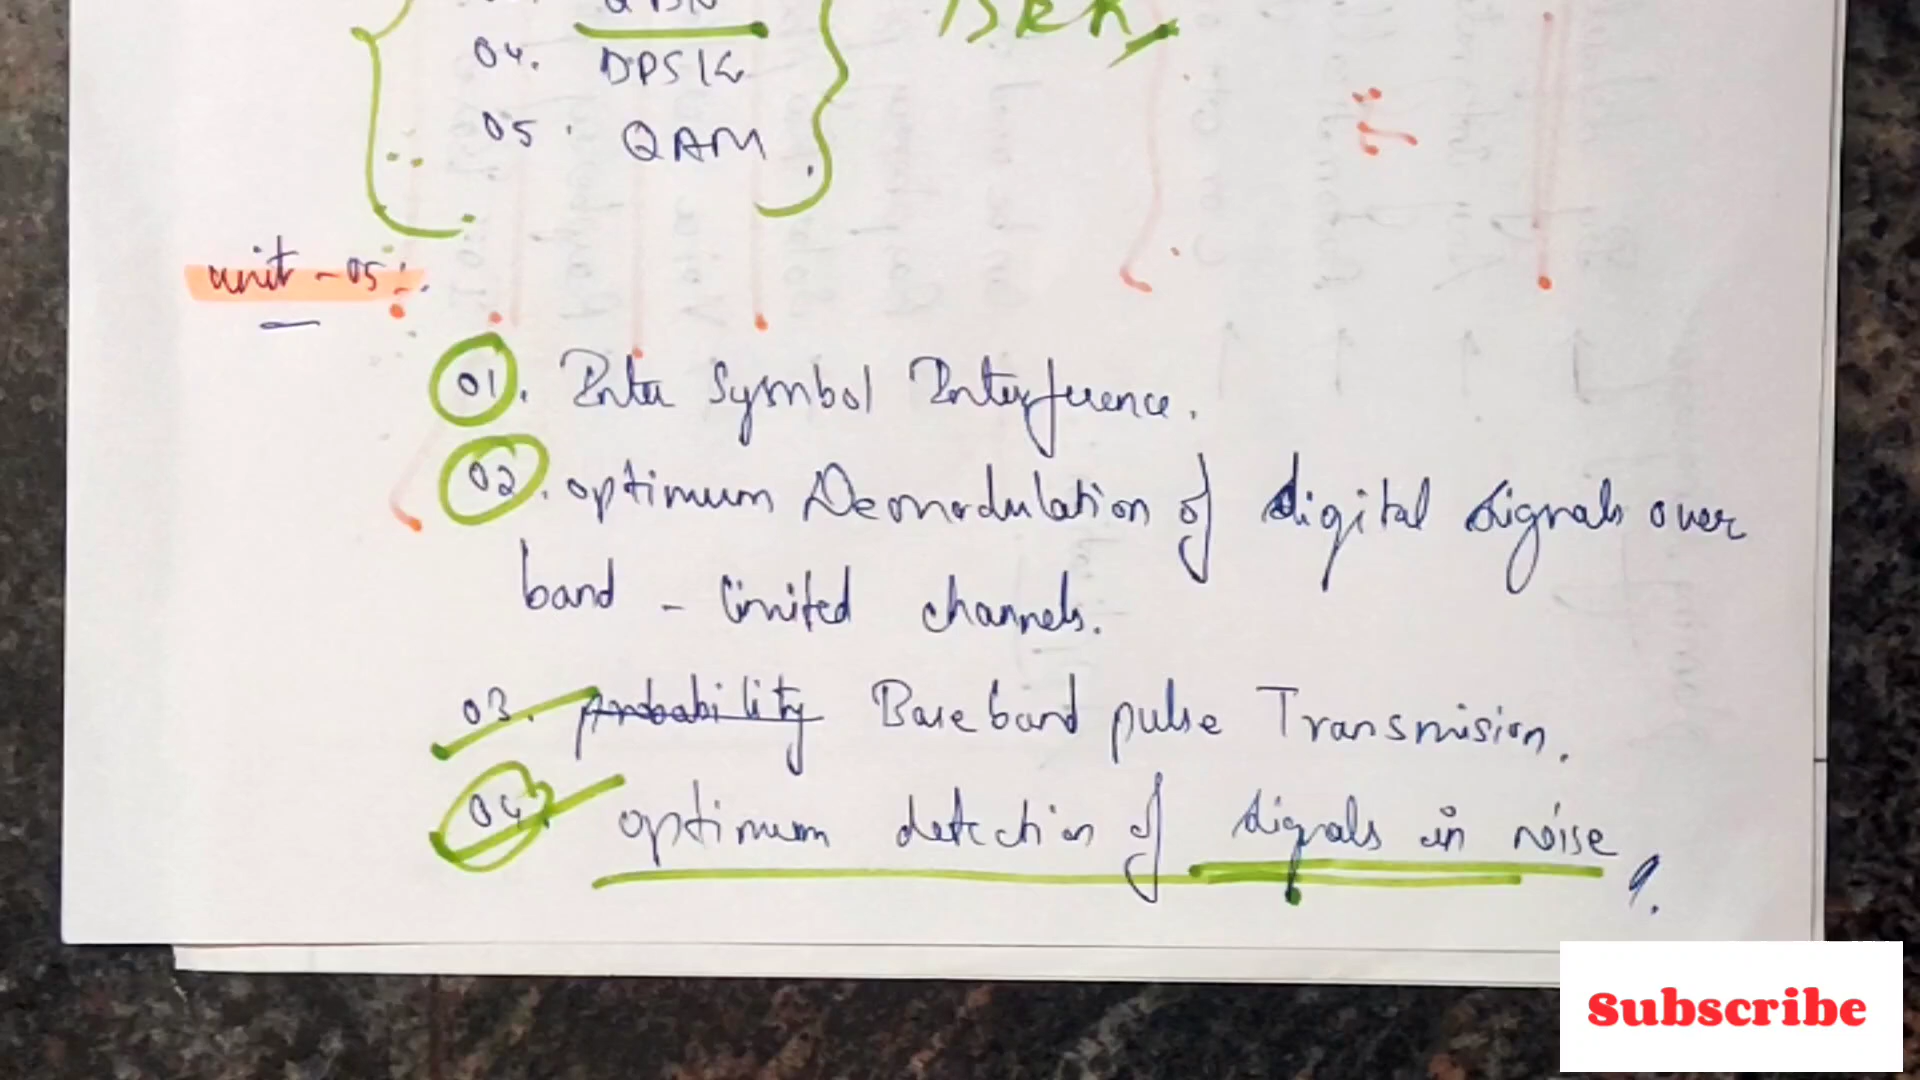 04. DPSK
05. QAM
unit - 05:
01. Inter Symbol Interference.
02. optimum Demodulation of digital signals over
band - limited channels.
03. probability Base band pulse Transmision.
04. optimum detection of signals in noise
Subscribe